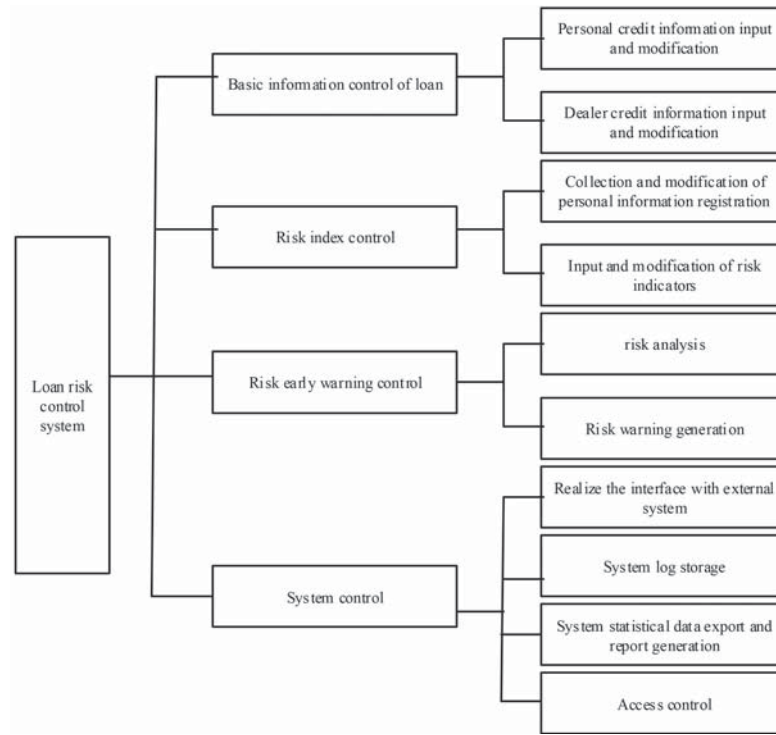 Loan risk
control
system
Basic information control of loan
Personal credit information input
and modification
Dealer credit information input
and modification
Risk index control
Collection and modification of
personal information registration
Input and modification of risk
indicators
Risk early warning control
risk analysis
Risk warning generation
System control
Realize the interface with external
system
System log storage
System statistical data export and
report generation
Access control